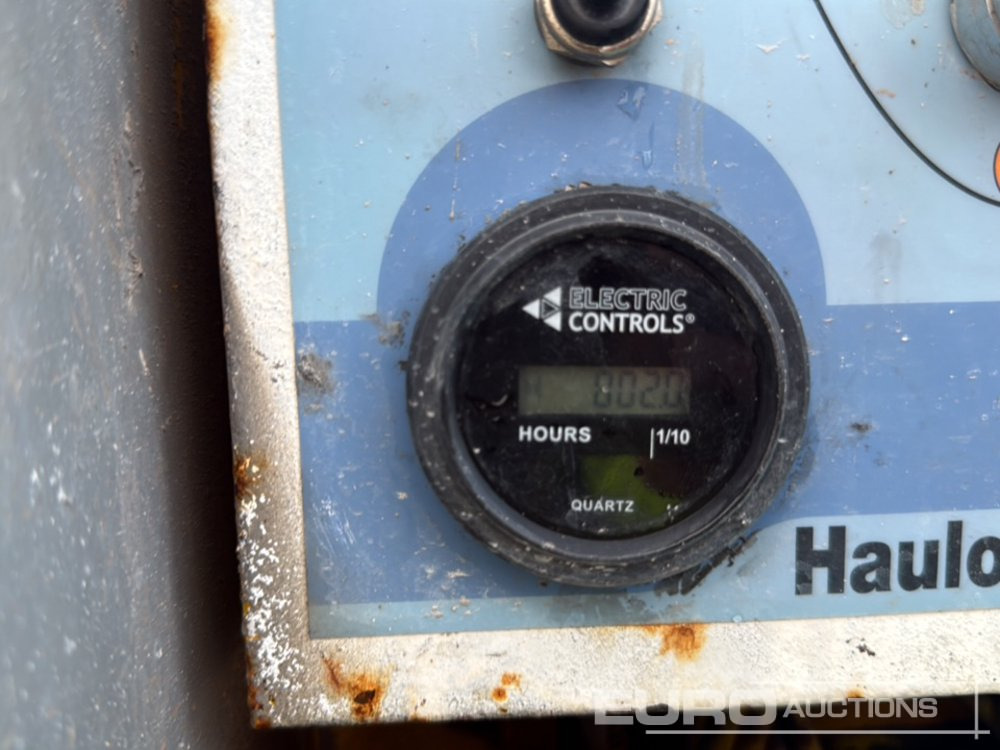 ELECTRIC
CONTROLS®
8020
HOURS 1/10
QUARTZ
Haulo
EURO AUCTIONS